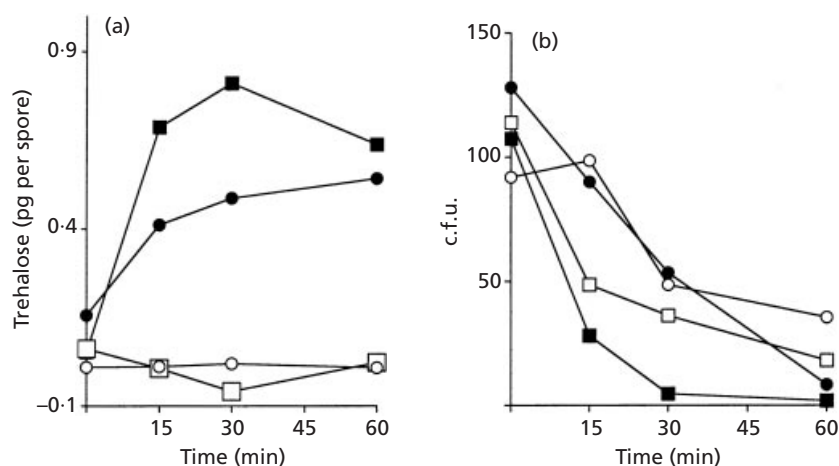 (a)
0·9
0·4
–0·1
Trehalose (pg per spore)
15 30 45 60
Time (min)
(b)
150
100
50
c.f.u.
15 30 45 60
Time (min)